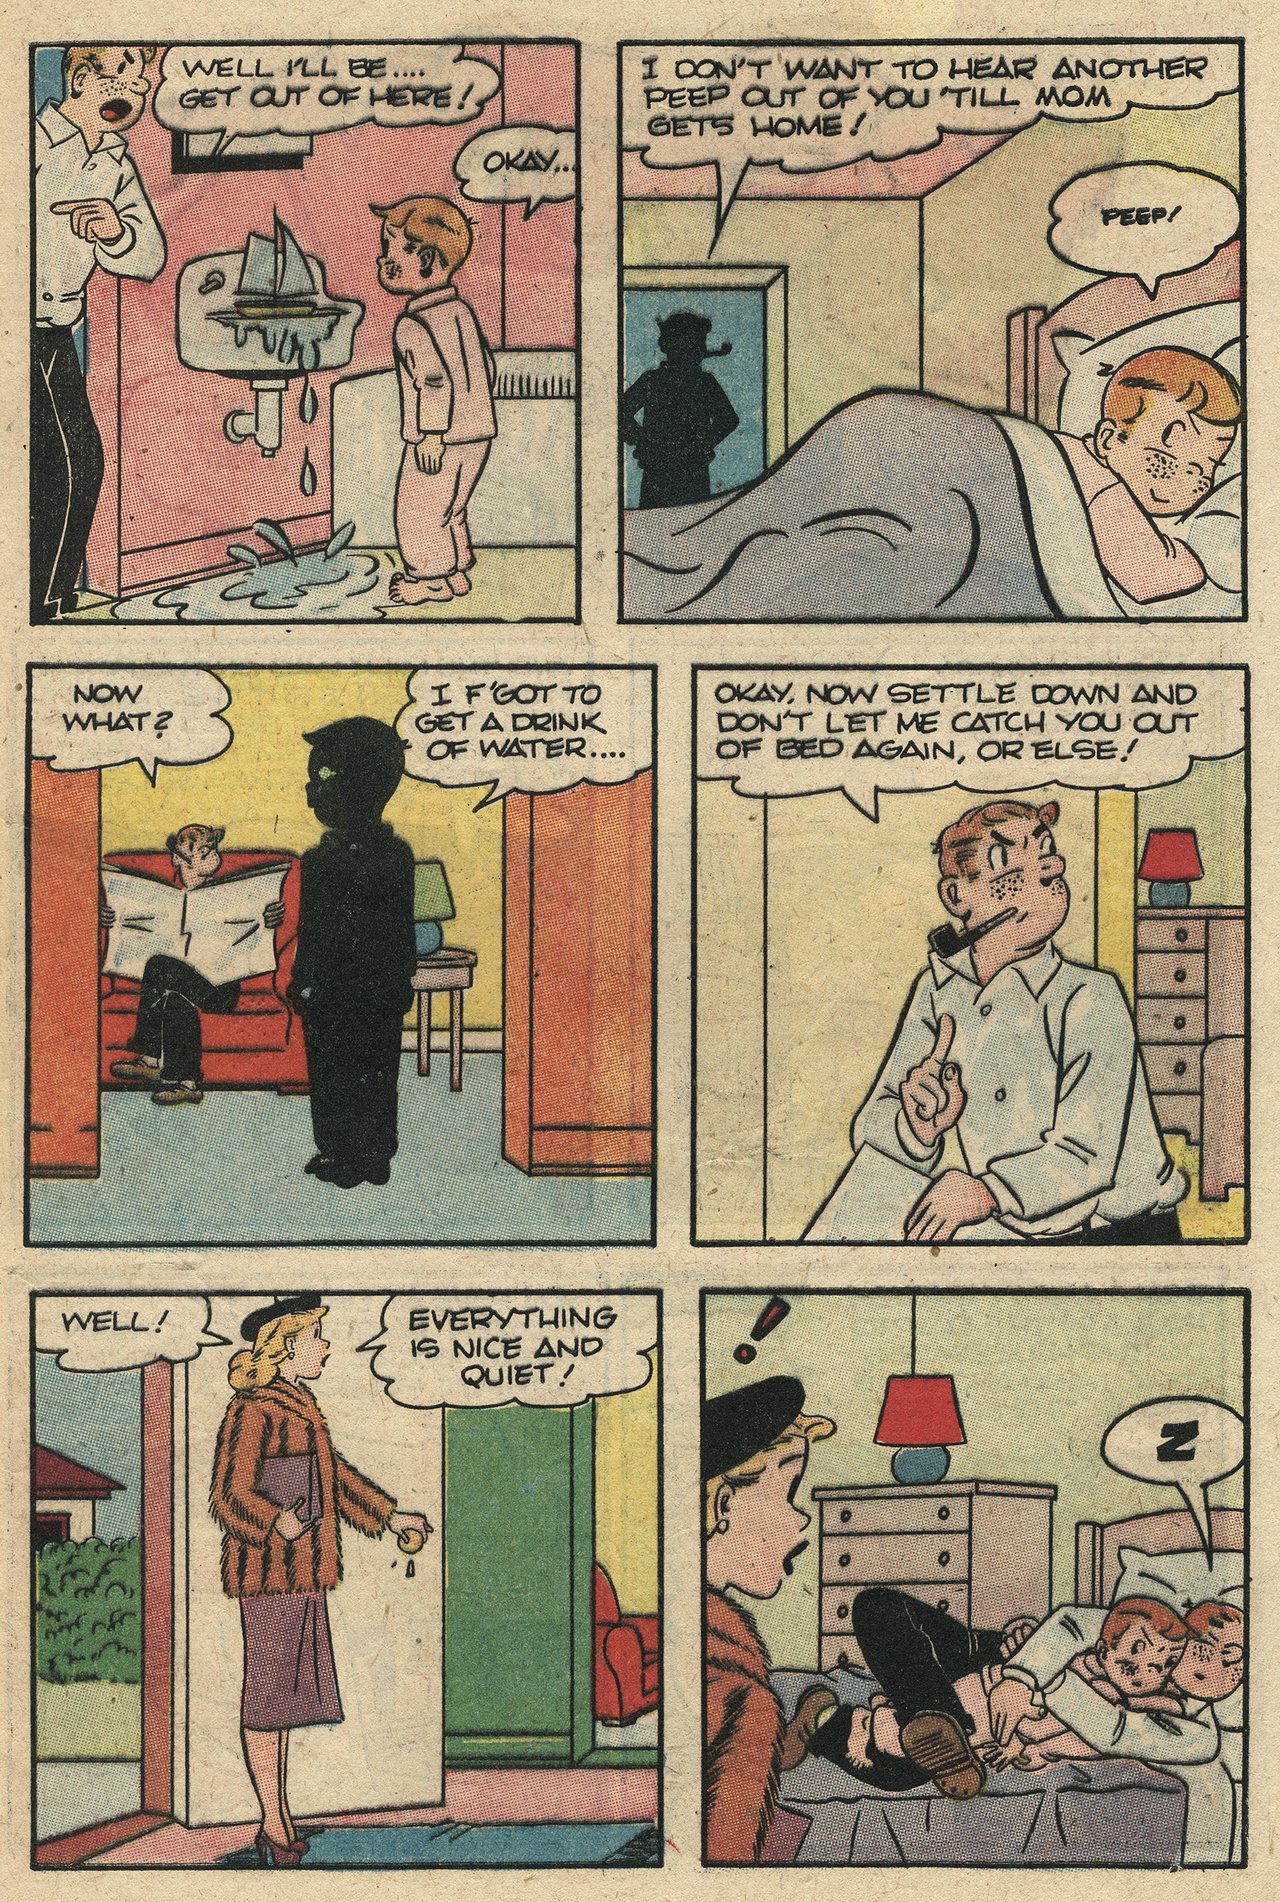 WELL I'LL BE....
GET OUT OF HERE!
OKAY...
I DON'T WANT TO HEAR ANOTHER
PEEP OUT OF YOU 'TILL MOM
GETS HOME!
PEEP!
Z
NOW
WHAT?
I F'GOT TO
GET A DRINK
OF WATER....
OKAY, NOW SETTLE DOWN AND
DON'T LET ME CATCH YOU OUT
OF BED AGAIN, OR ELSE!
WELL!
EVERYTHING
IS NICE AND
QUIET!
!
Z